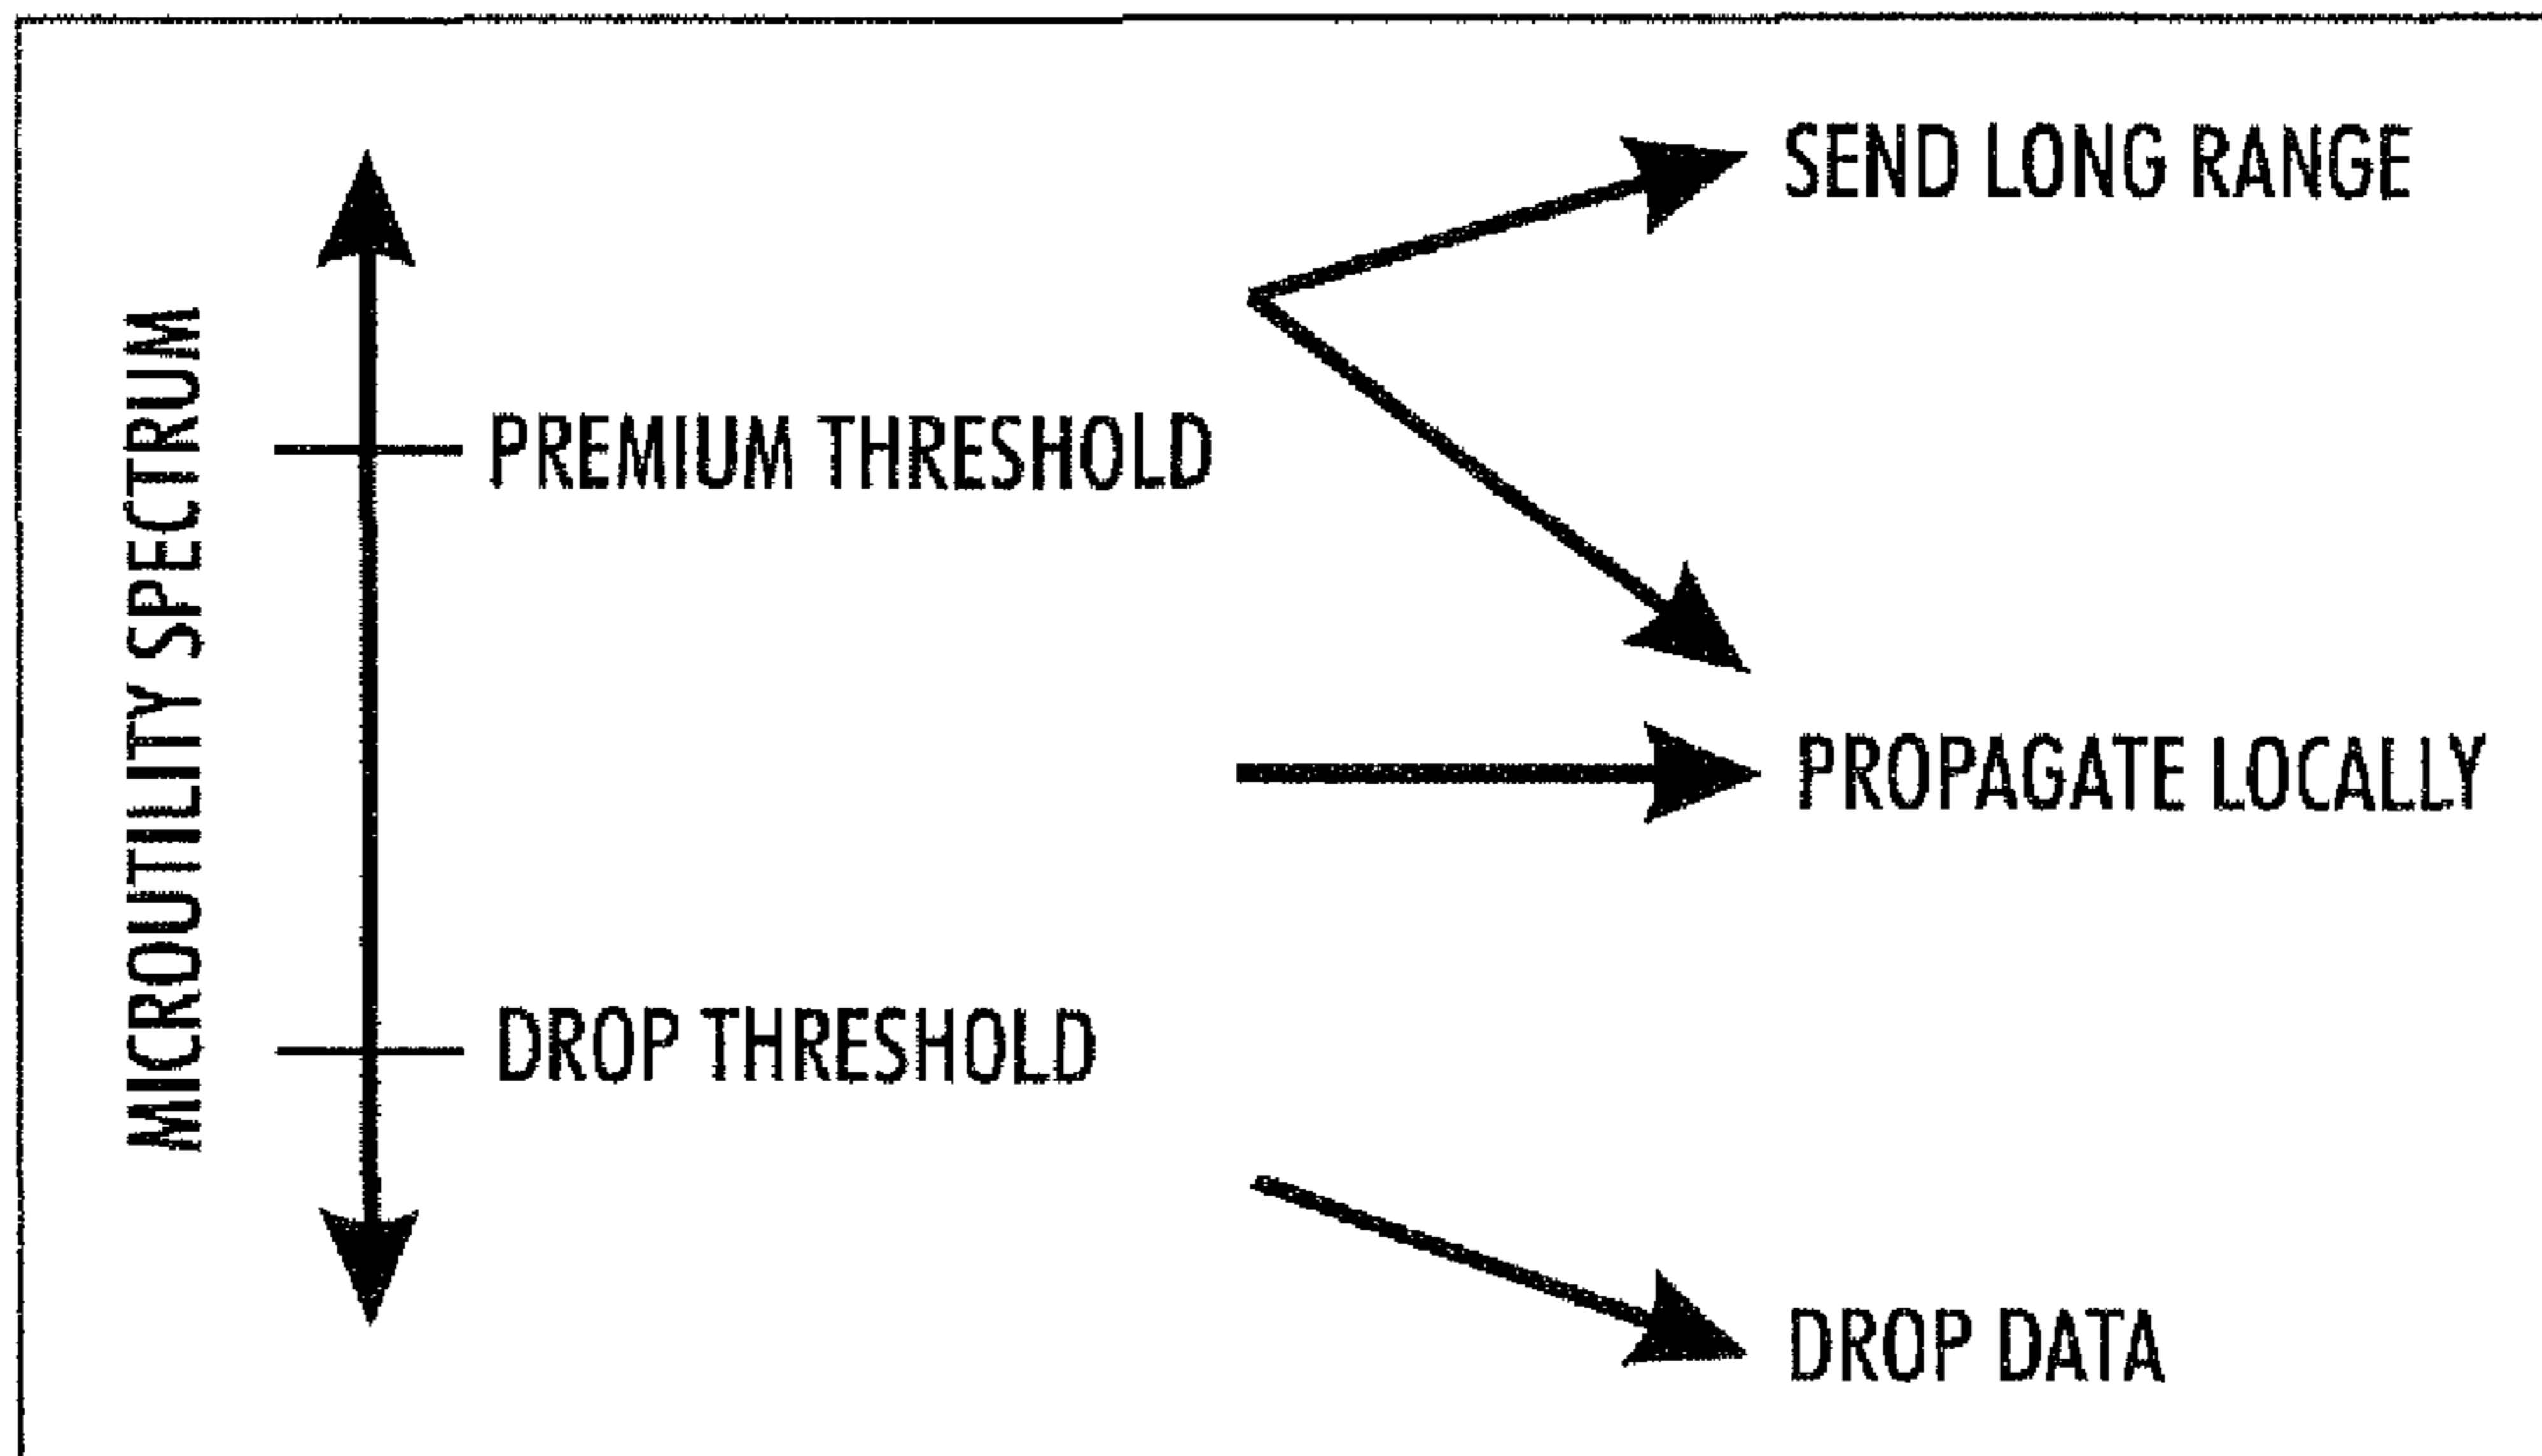 MICROUTILITY SPECTRUM
SEND LONG RANGE
PREMIUM THRESHOLD
PROPAGATE LOCALLY
DROP THRESHOLD
DROP DATA